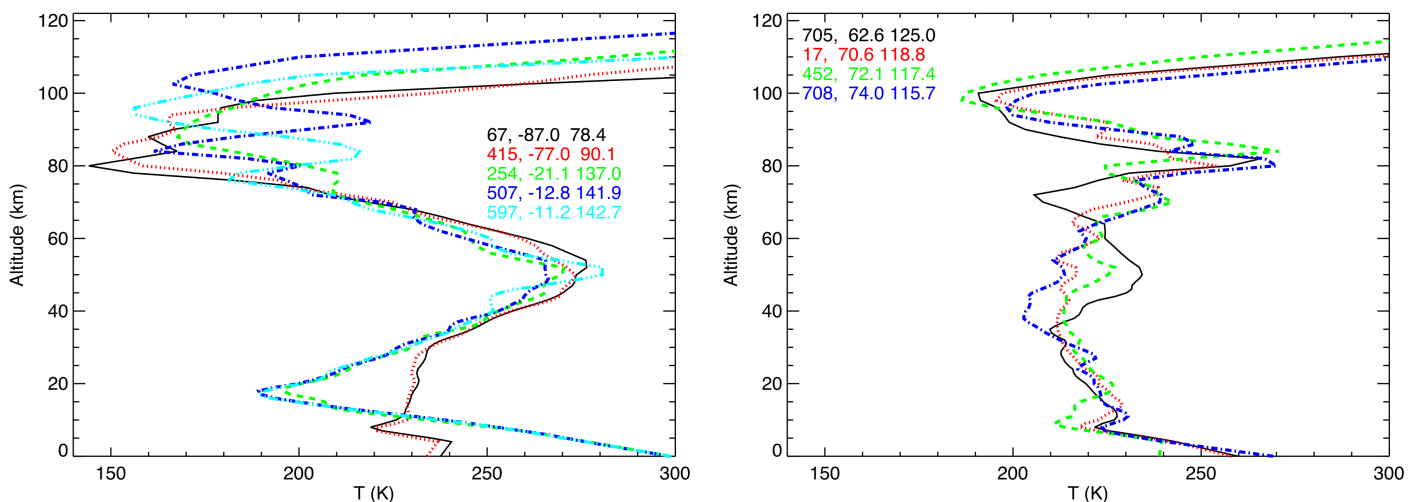 120
100
80
60
40
20
0
Altitude (km)
150 200 250 300
T (K)
67, -87.0 78.4
415, -77.0 90.1
254, -21.1 137.0
507, -12.8 141.9
597, -11.2 142.7
120
100
80
60
40
20
0
Altitude (km)
150 200 250 300
T (K)
705, 62.6 125.0
17, 70.6 118.8
452, 72.1 117.4
708, 74.0 115.7